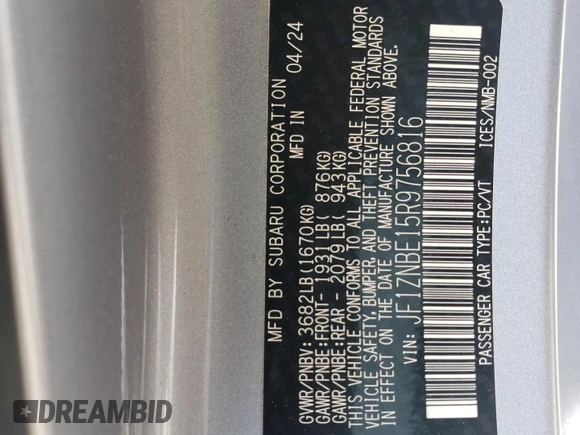 MFD BY SUBARU CORPORATION 04/24
MFD IN
GVWR/PNBV: 3682LB(1670KG)
GAWR/PNBE:FRONT- 1931LB( 876KG)
GAWR/PNBE:REAR - 2079LB( 943KG)
THIS VEHICLE CONFORMS TO ALL APPLICABLE FEDERAL MOTOR
VEHICLE SAFETY, BUMPER, AND THEFT PREVENTION STANDARDS
IN EFFECT ON THE DATE OF MANUFACTURE SHOWN ABOVE.
VIN: JF1ZNBE15R9756816
PASSENGER CAR TYPE:PC/VT ICES/NMB-002
DREAMBID